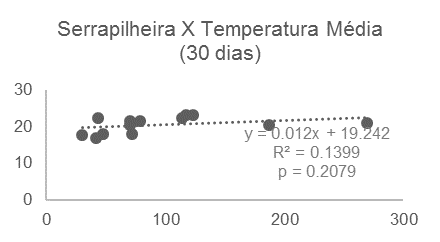 Serrapilheira X Temperatura Média
(30 dias)
30
20
10
0
y = 0.012x + 19.242
R² = 0.1399
p = 0.2079
0 100 200 300